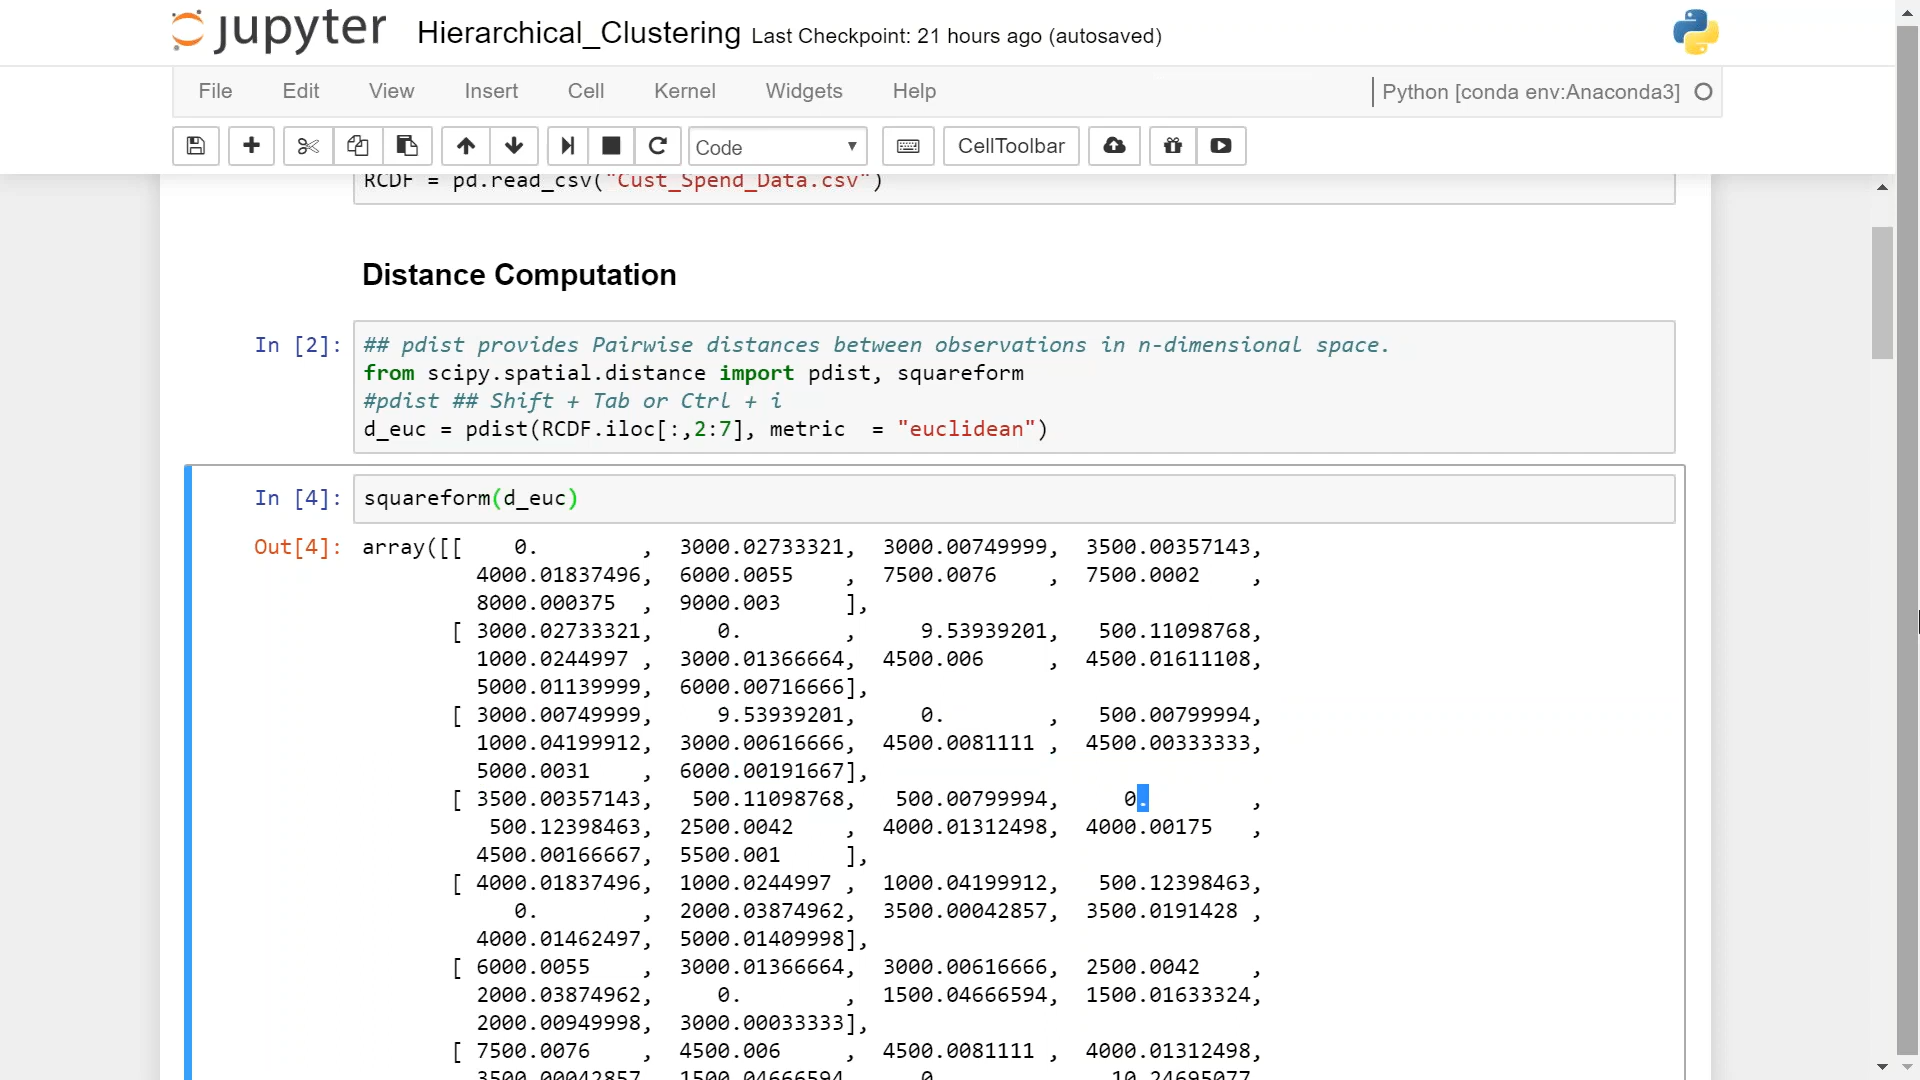 jupyter Hierarchical_Clustering Last Checkpoint: 21 hours ago (autosaved)
File Edit View Insert Cell Kernel Widgets Help Python [conda env:Anaconda3]
Code CellToolbar
RCDF = pd.read_csv("Cust_Spend_Data.csv")
Distance Computation
In [2]: ## pdist provides Pairwise distances between observations in n-dimensional space.
from scipy.spatial.distance import pdist, squareform
#pdist ## Shift + Tab or Ctrl + i
d_euc = pdist(RCDF.iloc[:,2:7], metric  = "euclidean")
In [4]: squareform(d_euc)
Out[4]: array([[    0.        ,  3000.02733321,  3000.00749999,  3500.00357143,
4000.01837496,  6000.0055    ,  7500.0076    ,  7500.0002    ,
8000.000375  ,  9000.003     ],
[ 3000.02733321,     0.        ,     9.53939201,   500.11098768,
1000.0244997 ,  3000.01366664,  4500.006     ,  4500.01611108,
5000.01139999,  6000.00716666],
[ 3000.00749999,     9.53939201,     0.        ,   500.00799994,
1000.04199912,  3000.00616666,  4500.0081111 ,  4500.00333333,
5000.0031    ,  6000.00191667],
[ 3500.00357143,   500.11098768,   500.00799994,     0.        ,
500.12398463,  2500.0042    ,  4000.01312498,  4000.00175   ,
4500.00166667,  5500.001     ],
[ 4000.01837496,  1000.0244997 ,  1000.04199912,   500.12398463,
0.        ,  2000.03874962,  3500.00042857,  3500.0191428 ,
4000.01462497,  5000.01409998],
[ 6000.0055    ,  3000.01366664,  3000.00616666,  2500.0042    ,
2000.03874962,     0.        ,  1500.04666594,  1500.01633324,
2000.00949998,  3000.00033333],
[ 7500.0076    ,  4500.006     ,  4500.0081111 ,  4000.01312498,
3500.00042857,  1500.04666594,     0.        ,    10.24695077,